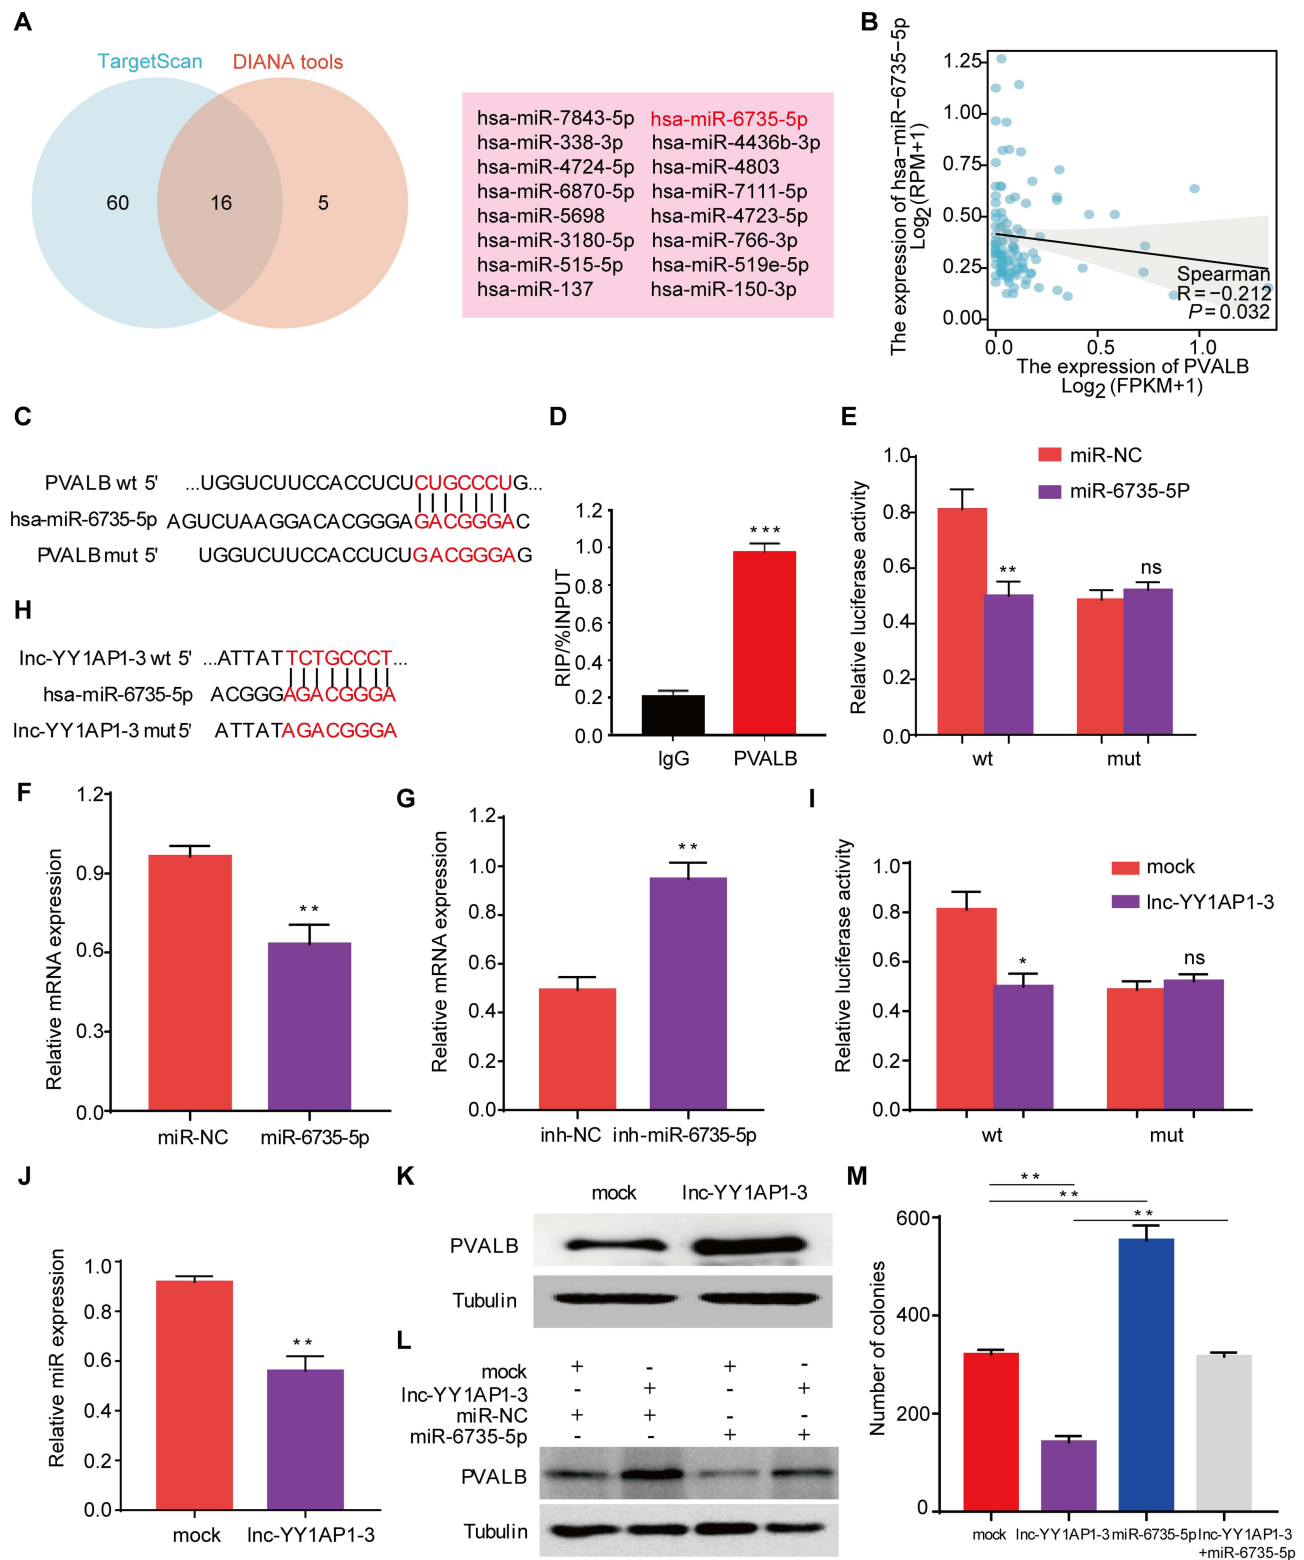 A
TargetScan DIANA tools
60 16 5
hsa-miR-7843-5p hsa-miR-6735-5p
hsa-miR-338-3p hsa-miR-4436b-3p
hsa-miR-4724-5p hsa-miR-4803
hsa-miR-6870-5p hsa-miR-7111-5p
hsa-miR-5698 hsa-miR-4723-5p
hsa-miR-3180-5p hsa-miR-766-3p
hsa-miR-515-5p hsa-miR-519e-5p
hsa-miR-137 hsa-miR-150-3p
B
The expression of hsa−miR−6735−5p
Log2 (RPM+1)
1.25
1.00
0.75
0.50
0.25
0.00
Spearman
R = −0.212
P = 0.032
0.0 0.5 1.0
The expression of PVALB
Log2 (FPKM+1)
C
PVALB wt 5' ...UGGUCUUCCACCUCUCUGCCCUG...
hsa-miR-6735-5p AGUCUAAGGACACGGGAGACGGGAC
PVALB mut 5' UGGUCUUCCACCUCUGACGGGAG
D
RIP/%INPUT
1.2
1.0
0.8
0.6
0.4
0.2
0.0
***
IgG PVALB
E
Relative luciferase activity
1.0
0.8
0.6
0.4
0.2
0.0
miR-NC
miR-6735-5P
**
ns
wt mut
H
lnc-YY1AP1-3 wt 5' ...ATTAT TCTGCCCT...
hsa-miR-6735-5p ACGGGAGACGGGA
lnc-YY1AP1-3 mut 5' ATTATAGACGGGA
F
Relative mRNA expression
1.2
0.9
0.6
0.3
0.0
**
miR-NC miR-6735-5p
G
Relative mRNA expression
1.2
1.0
0.8
0.6
0.4
0.2
0.0
**
inh-NC inh-miR-6735-5p
I
Relative luciferase activity
1.0
0.8
0.6
0.4
0.2
0.0
mock
lnc-YY1AP1-3
*
ns
wt mut
J
Relative miR expression
1.0
0.8
0.6
0.4
0.2
0.0
**
mock lnc-YY1AP1-3
K
mock lnc-YY1AP1-3
PVALB
Tubulin
L
mock + - + -
lnc-YY1AP1-3 - + - +
miR-NC + + - -
miR-6735-5p - - + +
PVALB
Tubulin
M
Number of colonies
600
400
200
0
**
**
**
mock lnc-YY1AP1-3 miR-6735-5p lnc-YY1AP1-3
+miR-6735-5p